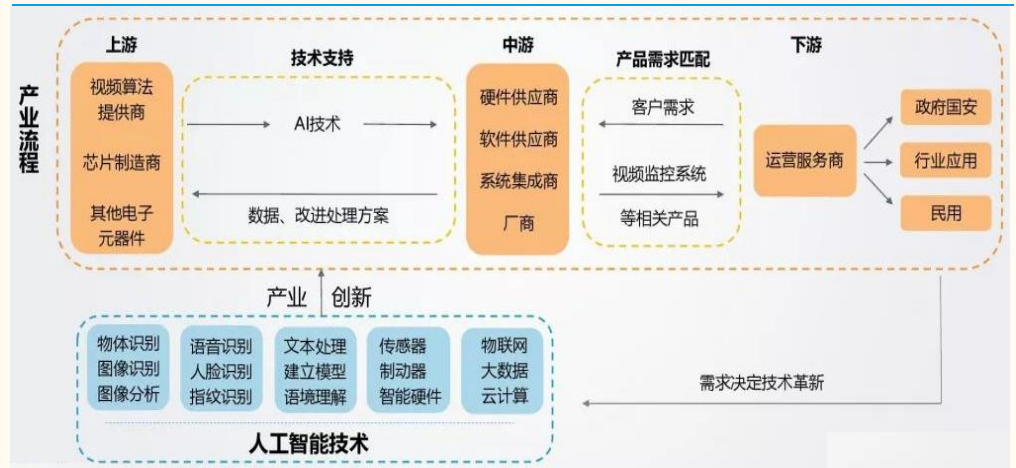 产业流程
上游
视频算法
提供商
芯片制造商
其他电子
元器件
技术支持
AI技术
数据、改进处理方案
中游
硬件供应商
软件供应商
系统集成商
厂商
产品需求匹配
客户需求
视频监控系统
等相关产品
下游
运营服务商
政府国安
行业应用
民用
产业 创新
物体识别
图像识别
图像分析
语音识别
人脸识别
指纹识别
文本处理
建立模型
语境理解
传感器
制动器
智能硬件
物联网
大数据
云计算
人工智能技术
需求决定技术革新